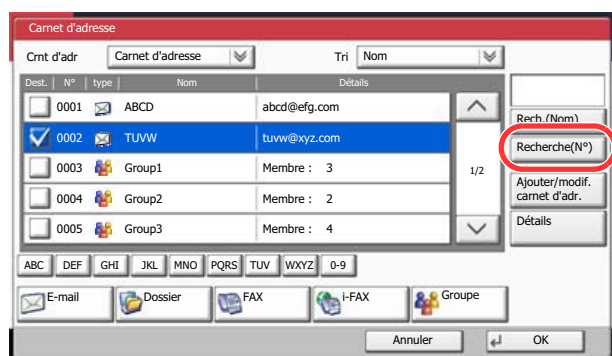 Carnet d'adresse
Crnt d'adr Carnet d'adresse Tri Nom
Dest. N° type Nom Détails
0001 ABCD abcd@efg.com
0002 TUVW tuvw@xyz.com
0003 Group1 Membre : 3
0004 Group2 Membre : 2
0005 Group3 Membre : 4
1/2
Rech.(Nom)
Recherche(N°)
Ajouter/modif.
carnet d'adr.
Détails
ABC DEF GHI JKL MNO PQRS TUV WXYZ 0-9
E-mail Dossier FAX i-FAX Groupe
Annuler OK